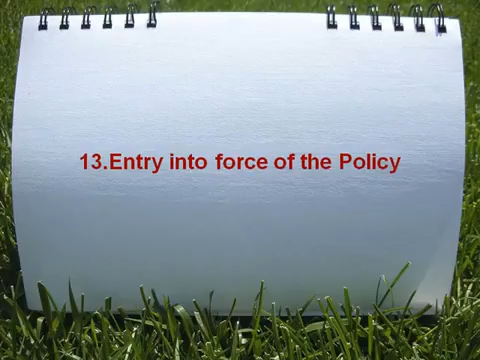 13.Entry into force of the Policy